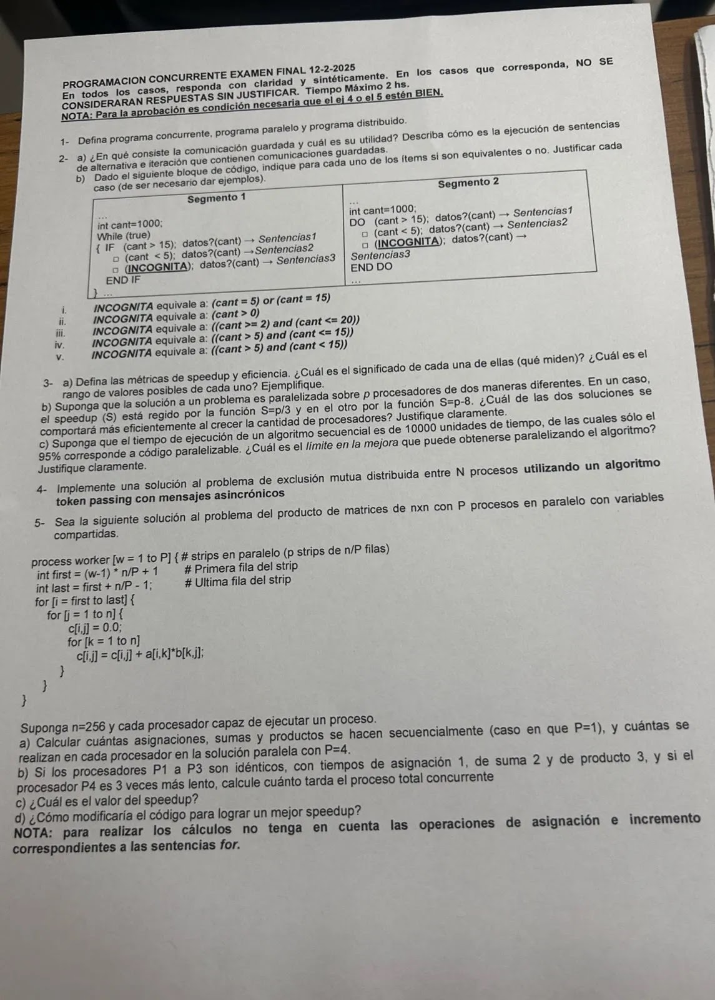 PROGRAMACION CONCURRENTE EXAMEN FINAL 12-2-2025
En todos los casos, responda con claridad y sintéticamente. En los casos que corresponda, NO SE
CONSIDERARAN RESPUESTAS SIN JUSTIFICAR. Tiempo Máximo 2 hs.
NOTA: Para la aprobación es condición necesaria que el ej 4 o el 5 estén BIEN.
1- Defina programa concurrente, programa paralelo y programa distribuido.
2- a) ¿En qué consiste la comunicación guardada y cuál es su utilidad? Describa cómo es la ejecución de sentencias
de alternativa e iteración que contienen comunicaciones guardadas.
b) Dado el siguiente bloque de código, indique para cada uno de los ítems si son equivalentes o no. Justificar cada
caso (de ser necesario dar ejemplos).
Segmento 1
...
int cant=1000;
While (true)
{ IF (cant > 15); datos?(cant) → Sentencias1
□ (cant < 5); datos?(cant) →Sentencias2
□ (INCOGNITA); datos?(cant) → Sentencias3
END IF
} ...
Segmento 2
...
int cant=1000;
DO (cant > 15); datos?(cant) → Sentencias1
□ (cant < 5); datos?(cant) → Sentencias2
□ (INCOGNITA); datos?(cant) →
Sentencias3
END DO
...
i. INCOGNITA equivale a: (cant = 5) or (cant = 15)
ii. INCOGNITA equivale a: (cant > 0)
iii. INCOGNITA equivale a: ((cant >= 2) and (cant <= 20))
iv. INCOGNITA equivale a: ((cant > 5) and (cant <= 15))
v. INCOGNITA equivale a: ((cant > 5) and (cant < 15))
3- a) Defina las métricas de speedup y eficiencia. ¿Cuál es el significado de cada una de ellas (qué miden)? ¿Cuál es el
rango de valores posibles de cada uno? Ejemplifique.
b) Suponga que la solución a un problema es paralelizada sobre p procesadores de dos maneras diferentes. En un caso,
el speedup (S) está regido por la función S=p/3 y en el otro por la función S=p-8. ¿Cuál de las dos soluciones se
comportará más eficientemente al crecer la cantidad de procesadores? Justifique claramente.
c) Suponga que el tiempo de ejecución de un algoritmo secuencial es de 10000 unidades de tiempo, de las cuales sólo el
95% corresponde a código paralelizable. ¿Cuál es el límite en la mejora que puede obtenerse paralelizando el algoritmo?
Justifique claramente.
4- Implemente una solución al problema de exclusión mutua distribuida entre N procesos utilizando un algoritmo
token passing con mensajes asincrónicos
5- Sea la siguiente solución al problema del producto de matrices de nxn con P procesos en paralelo con variables
compartidas.
process worker [w = 1 to P] { # strips en paralelo (p strips de n/P filas)
int first = (w-1) * n/P + 1 # Primera fila del strip
int last = first + n/P - 1; # Ultima fila del strip
for [i = first to last] {
for [j = 1 to n] {
c[i,j] = 0.0;
for [k = 1 to n]
c[i,j] = c[i,j] + a[i,k]*b[k,j];
}
}
}
Suponga n=256 y cada procesador capaz de ejecutar un proceso.
a) Calcular cuántas asignaciones, sumas y productos se hacen secuencialmente (caso en que P=1), y cuántas se
realizan en cada procesador en la solución paralela con P=4.
b) Si los procesadores P1 a P3 son idénticos, con tiempos de asignación 1, de suma 2 y de producto 3, y si el
procesador P4 es 3 veces más lento, calcule cuánto tarda el proceso total concurrente
c) ¿Cuál es el valor del speedup?
d) ¿Cómo modificaría el código para lograr un mejor speedup?
NOTA: para realizar los cálculos no tenga en cuenta las operaciones de asignación e incremento
correspondientes a las sentencias for.